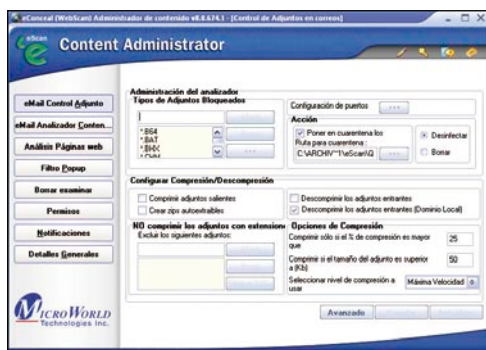 eConceal (WebScan) Administrador de contenido v8.8.674.1 - [Control de Adjuntos en correos]
eScan
Content Administrator
eMail Control Adjunto
eMail Analizador Conten...
Análisis Páginas web
Filtro Popup
Borrar examinar
Permisos
Notificaciones
Detalles Generales
MicroWorld
Technologies Inc.
Administración del analizador
Tipos de Adjuntos Bloqueados
*.B64
*.BAT
*.BHX
*.CHM
...
Configuración de puertos
...
Acción
Poner en cuarentena los
Ruta para cuarentena :
C:\ARCHIV~1\eScan\Q
...
Desinfectar
Borrar
Configurar Compresión/Descompresión
Comprimir adjuntos salientes
Crear zips autoextraibles
Descomprimir los adjuntos entrantes
Descomprimir los adjuntos entrantes (Dominio Local)
NO comprimir los adjuntos con extension
Excluir los siguientes adjuntos:
Opciones de Compresión
Comprimir sólo si el % de compresión es mayor
que
25
Comprimir si el tamaño del adjunto es superior
a (Kb)
50
Seleccionar nivel de compresión a
usar
Máxima Velocidad
Avanzado